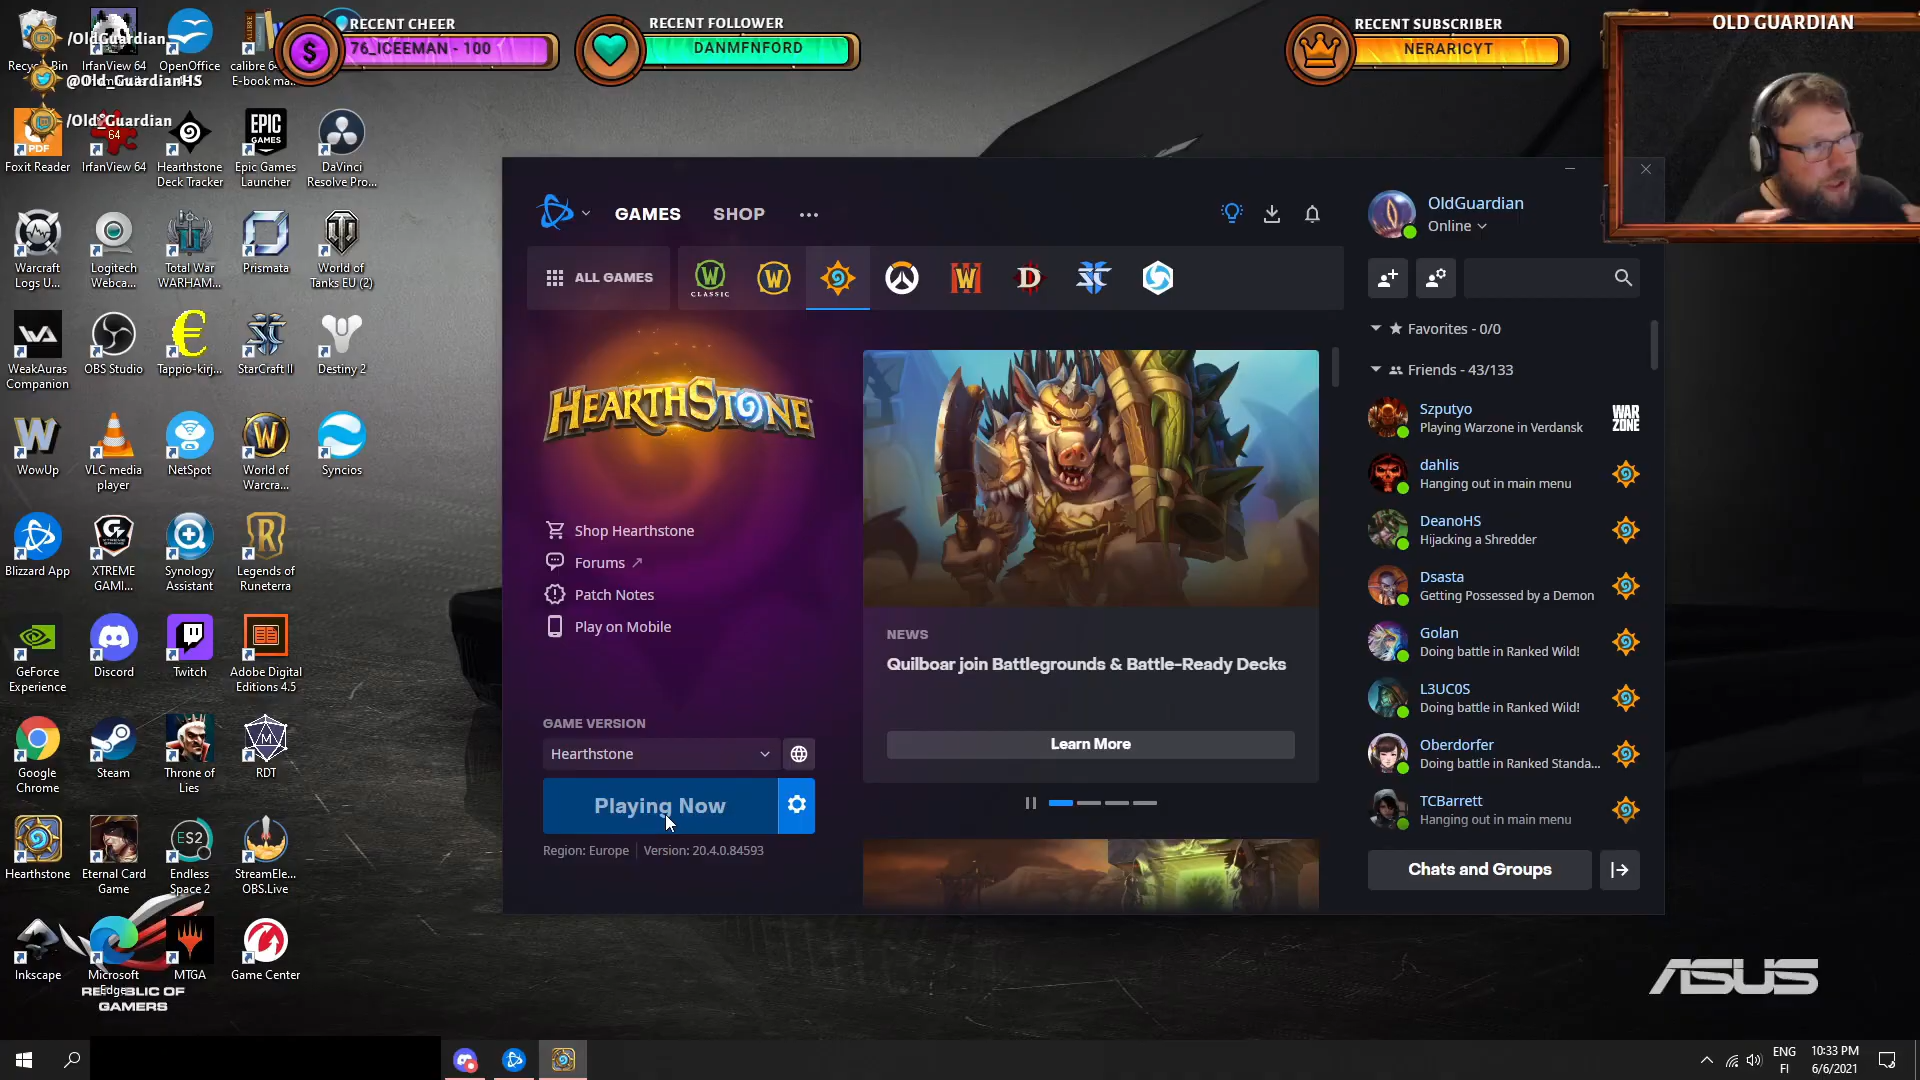 RECENT CHEER
76_ICEEMAN - 100
RECENT FOLLOWER
DANMFNFORD
RECENT SUBSCRIBER
NERARICYT
OLD GUARDIAN
/OldGuardian
@Old_GuardianHS
/Old_Guardian
Recycle Bin
IrfanView 64
OpenOffice
calibre 64
E-book ma...
Foxit Reader
IrfanView 64
Hearthstone
Deck Tracker
Epic Games
Launcher
DaVinci
Resolve Pro...
Warcraft
Logs U...
Logitech
Webca...
Total War
WARHAM...
Prismata
World of
Tanks EU (2)
WeakAuras
Companion
OBS Studio
Tappio-kirj...
StarCraft II
Destiny 2
WowUp
VLC media
player
NetSpot
World of
Warcra...
Syncios
Blizzard App
XTREME
GAMI...
Synology
Assistant
Legends of
Runeterra
GeForce
Experience
Discord
Twitch
Adobe Digital
Editions 4.5
Google
Chrome
Steam
Throne of
Lies
RDT
Hearthstone
Eternal Card
Game
Endless
Space 2
StreamEle...
OBS.Live
Inkscape
Microsoft
Edge
MTGA
Game Center
REPUBLIC OF
GAMERS
GAMES
SHOP
ALL GAMES
CLASSIC
HEARTHSTONE
Shop Hearthstone
Forums
Patch Notes
Play on Mobile
GAME VERSION
Hearthstone
Playing Now
Region: Europe
Version: 20.4.0.84593
NEWS
Quilboar join Battlegrounds & Battle-Ready Decks
Learn More
OldGuardian
Online
Favorites - 0/0
Friends - 43/133
Szputyo
Playing Warzone in Verdansk
WAR
ZONE
dahlis
Hanging out in main menu
DeanoHS
Hijacking a Shredder
Dsasta
Getting Possessed by a Demon
Golan
Doing battle in Ranked Wild!
L3UC0S
Doing battle in Ranked Wild!
Oberdorfer
Doing battle in Ranked Standa...
TCBarrett
Hanging out in main menu
Chats and Groups
ASUS
ENG
FI
10:33 PM
6/6/2021